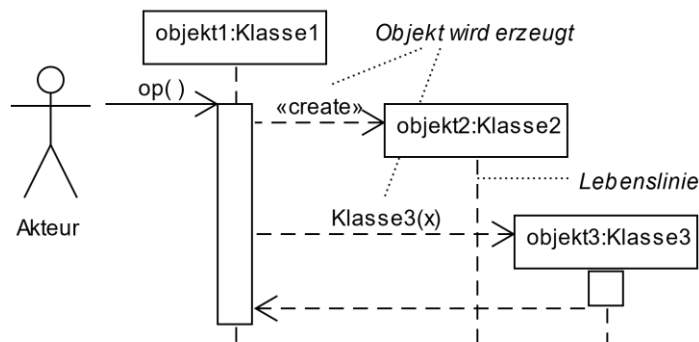 objekt1:Klasse1
Objekt wird erzeugt
op( )
«create»
objekt2:Klasse2
Lebenslinie
Akteur
Klasse3(x)
objekt3:Klasse3